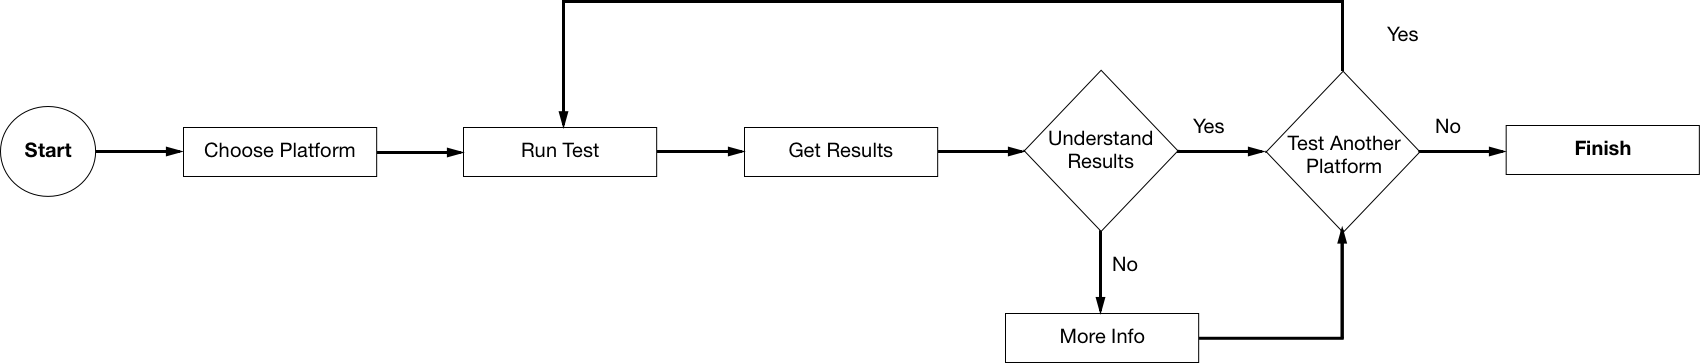 Yes
Start
Choose Platform
Run Test
Get Results
Understand
Results
Yes
Test Another
Platform
No
Finish
No
More Info